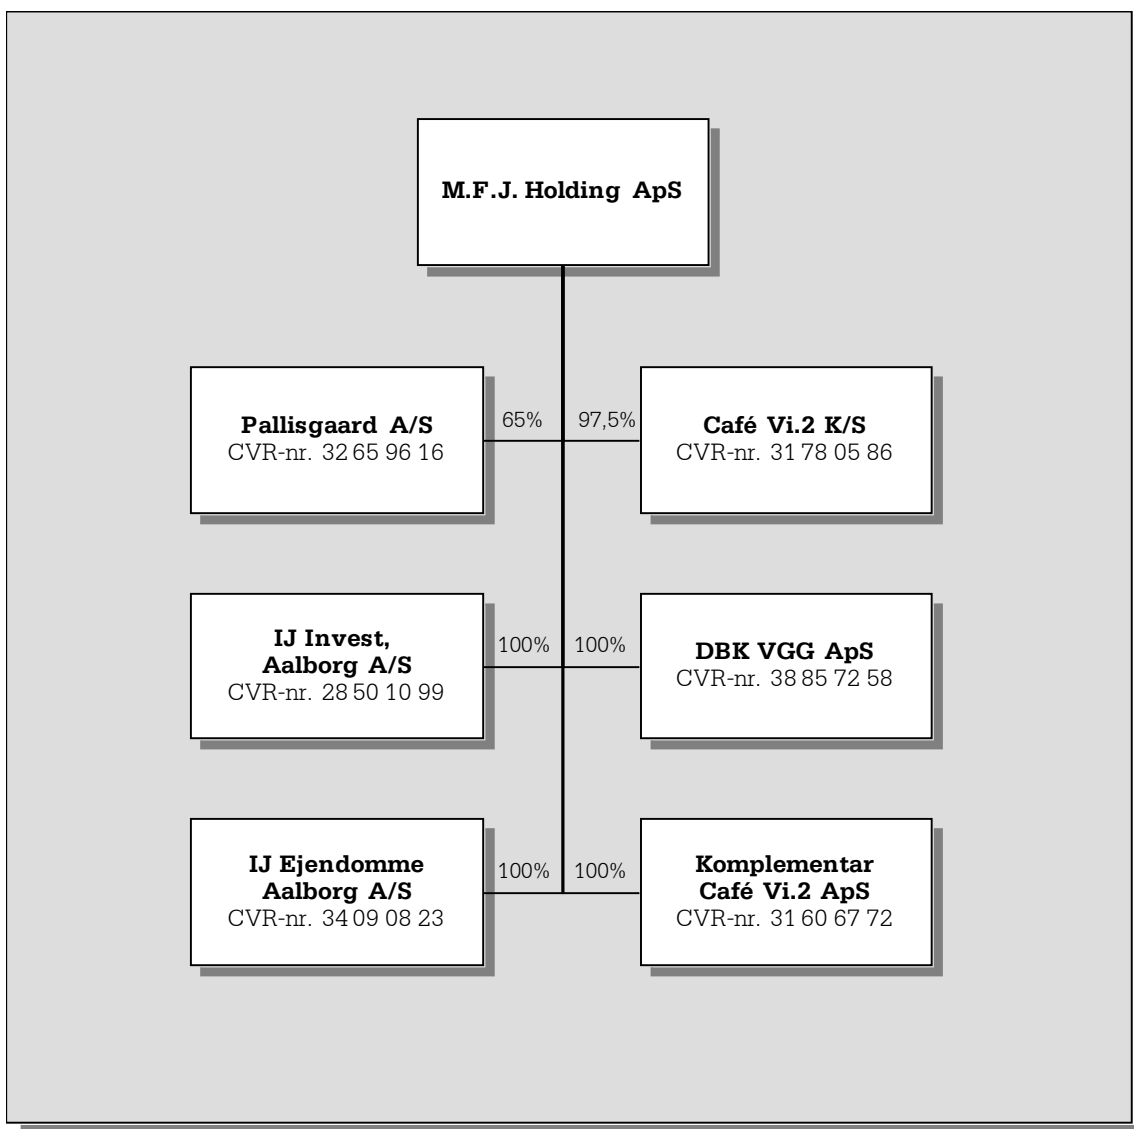 M.F.J. Holding ApS
Pallisgaard A/S
CVR-nr. 32 65 96 16
65%
97,5%
Café Vi.2 K/S
CVR-nr. 31 78 05 86
IJ Invest,
Aalborg A/S
CVR-nr. 28 50 10 99
100%
100%
DBK VGG ApS
CVR-nr. 38 85 72 58
IJ Ejendomme
Aalborg A/S
CVR-nr. 34 09 08 23
100%
100%
Komplementar
Café Vi.2 ApS
CVR-nr. 31 60 67 72